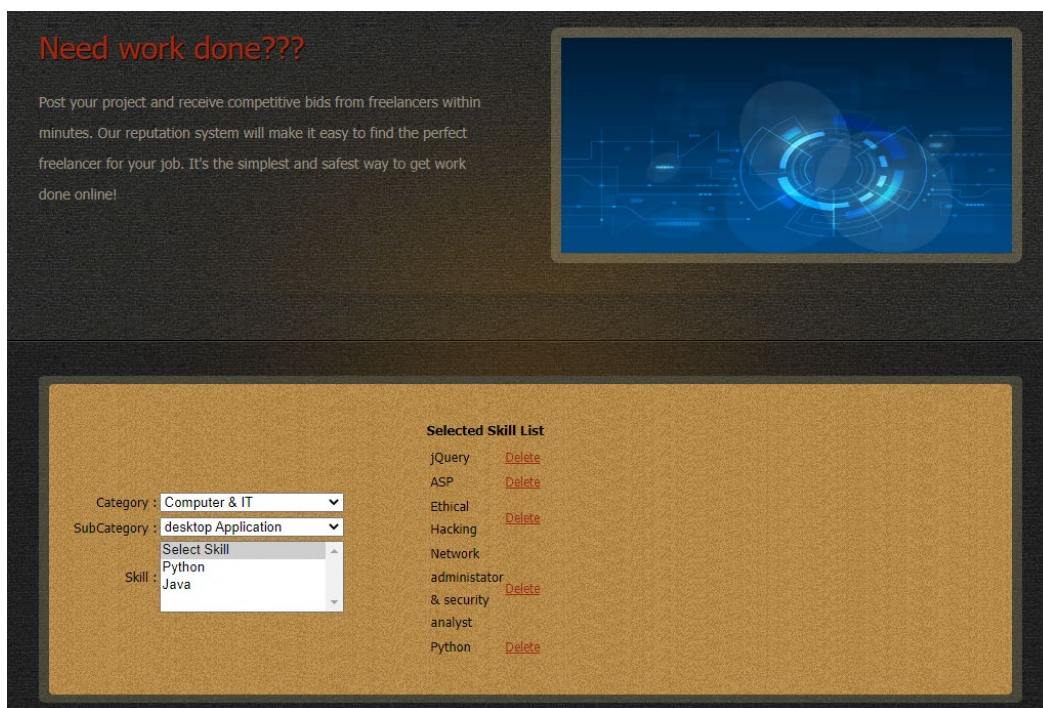 Need work done???
Post your project and receive competitive bids from freelancers within
minutes. Our reputation system will make it easy to find the perfect
freelancer for your job. It's the simplest and safest way to get work
done online!
Category : Computer & IT
SubCategory : desktop Application
Skill :
Select Skill
Python
Java
Selected Skill List
jQuery Delete
ASP Delete
Ethical
Hacking
Delete
Network
administator
& security
analyst
Delete
Python Delete